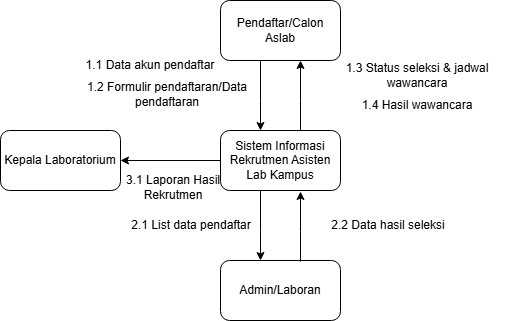 Pendaftar/Calon
Aslab
1.1 Data akun pendaftar
1.2 Formulir pendaftaran/Data
pendaftaran
1.3 Status seleksi & jadwal
wawancara
1.4 Hasil wawancara
Kepala Laboratorium
Sistem Informasi
Rekrutmen Asisten
Lab Kampus
3.1 Laporan Hasil
Rekrutmen
2.1 List data pendaftar
2.2 Data hasil seleksi
Admin/Laboran